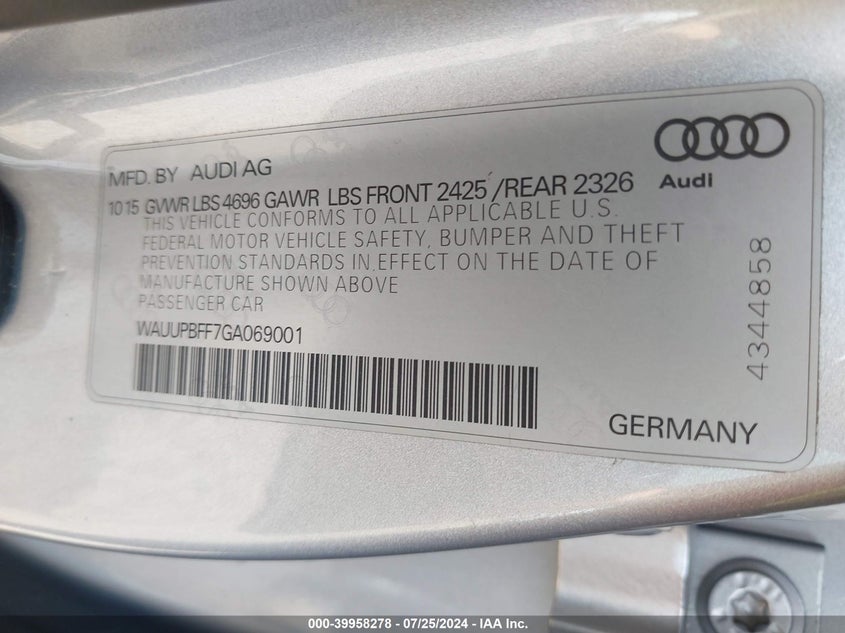 MFD. BY AUDI AG
Audi
10 15 GVWR LBS 4696 GAWR LBS FRONT 2425 /REAR 2326
THIS VEHICLE CONFORMS TO ALL APPLICABLE U.S.
FEDERAL MOTOR VEHICLE SAFETY, BUMPER AND THEFT
PREVENTION STANDARDS IN EFFECT ON THE DATE OF
MANUFACTURE SHOWN ABOVE
PASSENGER CAR
WAUUPBFF7GA069001
4344858
GERMANY
000-39958278 - 07/25/2024 - IAA Inc.